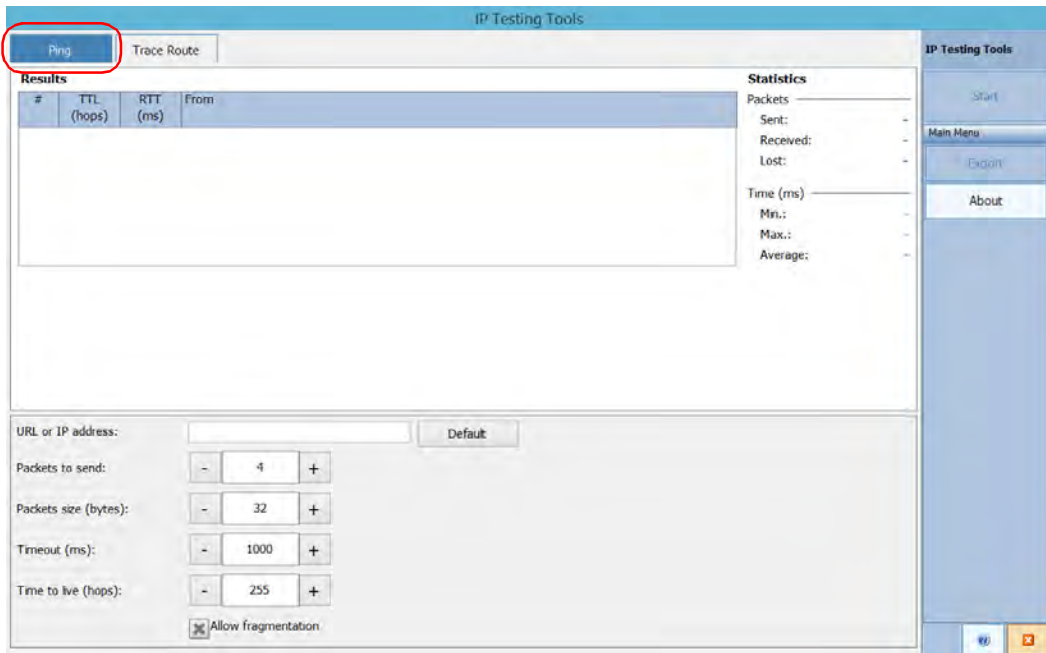 IP Testing Tools
Ping
Trace Route
Results
# TTL (hops) RTT (ms) From
Statistics
Packets
Sent: -
Received: -
Lost: -
Time (ms)
Min.: -
Max.: -
Average: -
URL or IP address:
Default
Packets to send: - 4 +
Packets size (bytes): - 32 +
Timeout (ms): - 1000 +
Time to live (hops): - 255 +
Allow fragmentation
IP Testing Tools
Start
Main Menu
Export
About